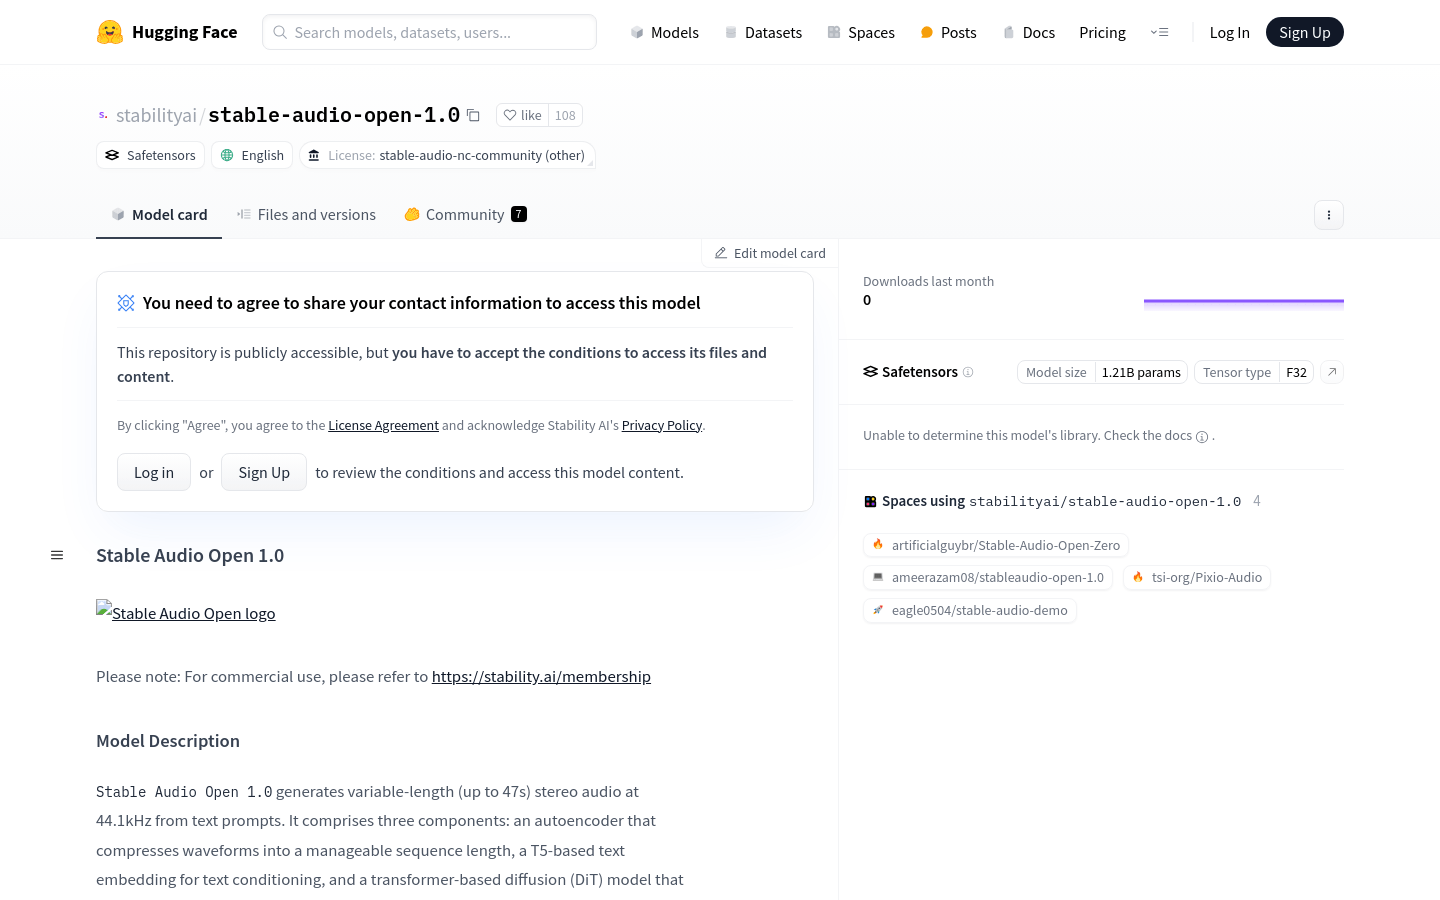 Hugging Face
Search models, datasets, users...
Models
Datasets
Spaces
Posts
Docs
Pricing
Log In
Sign Up
s. stabilityai/stable-audio-open-1.0
like 108
Safetensors
English
License: stable-audio-nc-community (other)
Model card
Files and versions
Community 7
Edit model card
You need to agree to share your contact information to access this model
This repository is publicly accessible, but you have to accept the conditions to access its files and
content.
By clicking "Agree", you agree to the License Agreement and acknowledge Stability AI's Privacy Policy.
Log in or Sign Up to review the conditions and access this model content.
Stable Audio Open 1.0
Stable Audio Open logo
Please note: For commercial use, please refer to https://stability.ai/membership
Model Description
Stable Audio Open 1.0 generates variable-length (up to 47s) stereo audio at
44.1kHz from text prompts. It comprises three components: an autoencoder that
compresses waveforms into a manageable sequence length, a T5-based text
embedding for text conditioning, and a transformer-based diffusion (DiT) model that
Downloads last month
0
Safetensors
Model size 1.21B params
Tensor type F32
Unable to determine this model's library. Check the docs .
Spaces using stabilityai/stable-audio-open-1.0 4
artificialguybr/Stable-Audio-Open-Zero
ameerazam08/stableaudio-open-1.0
tsi-org/Pixio-Audio
eagle0504/stable-audio-demo